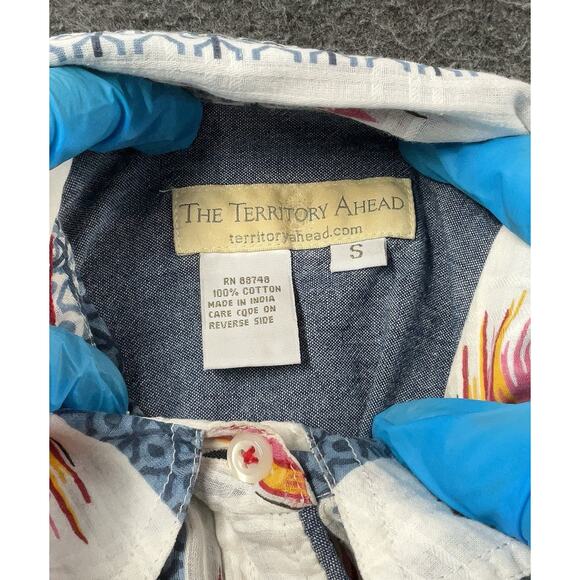 THE TERRITORY AHEAD
territoryahead.com
S
RN 88748
100% COTTON
MADE IN INDIA
CARE CODE ON
REVERSE SIDE